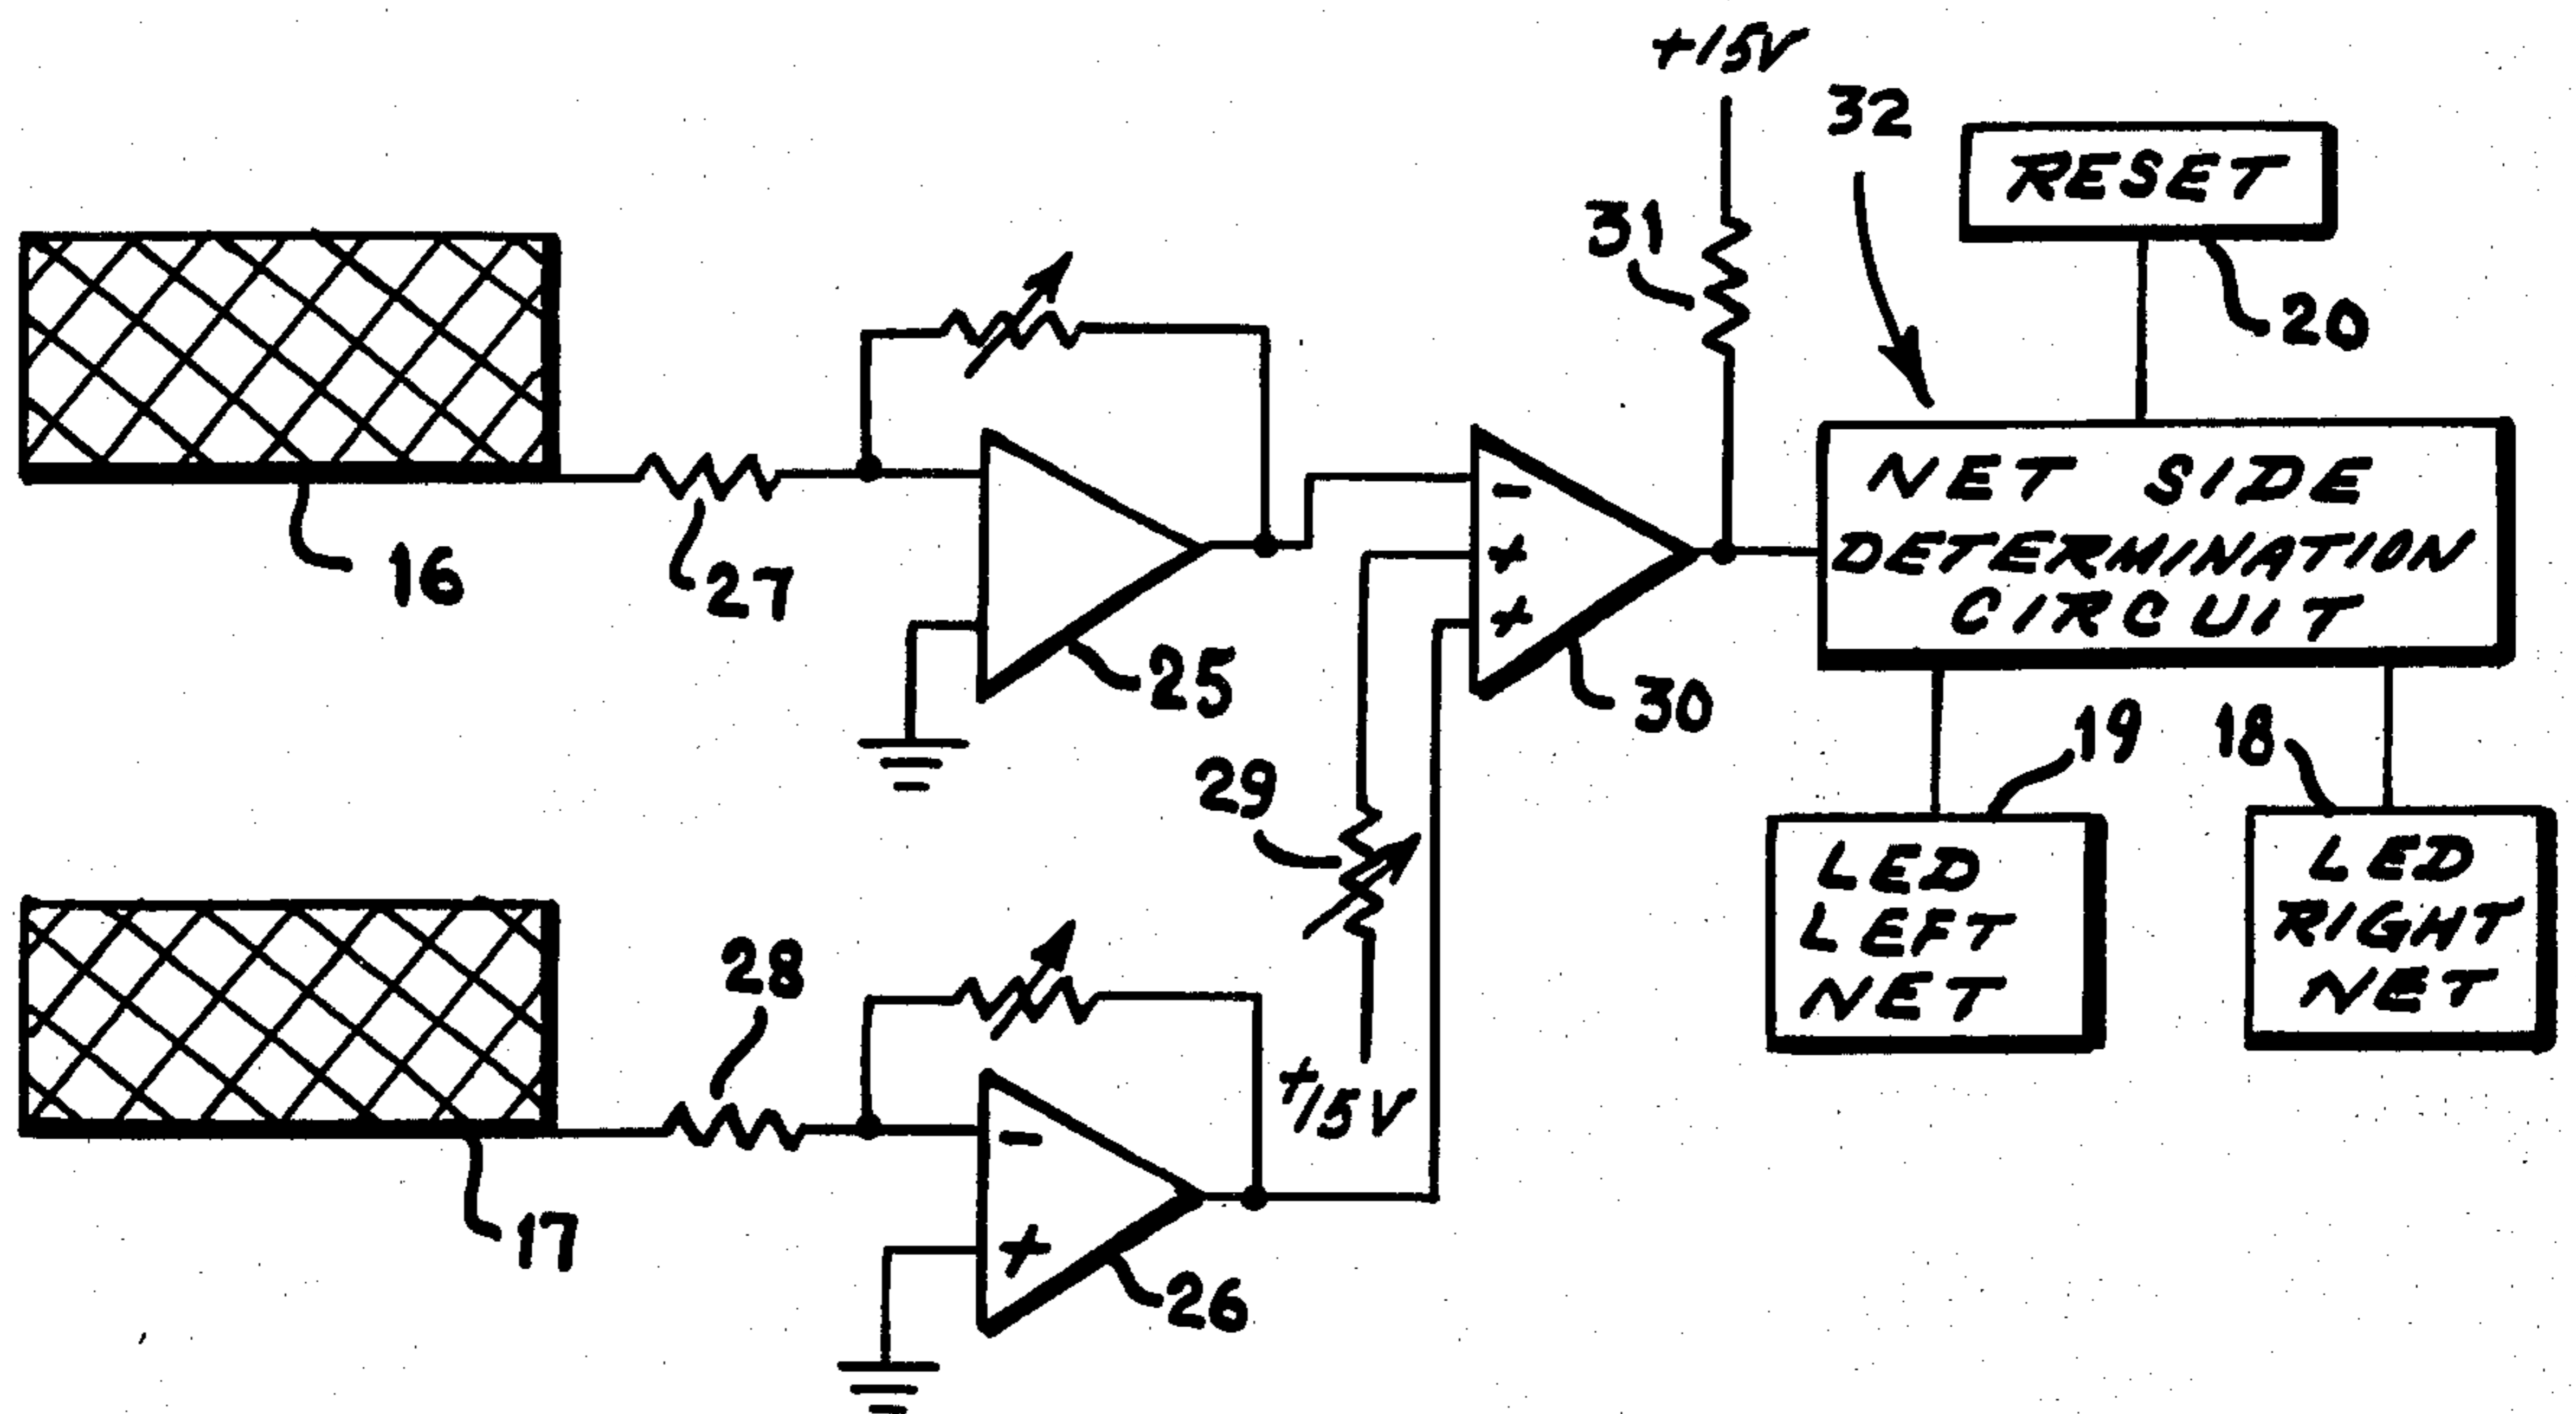 +15V
32
RESET
31
20
16
27
-
+
+
25
30
NET SIDE
DETERMINATION
CIRCUIT
29
19
18
LED
LEFT
NET
LED
RIGHT
NET
28
+15V
-
+
17
26